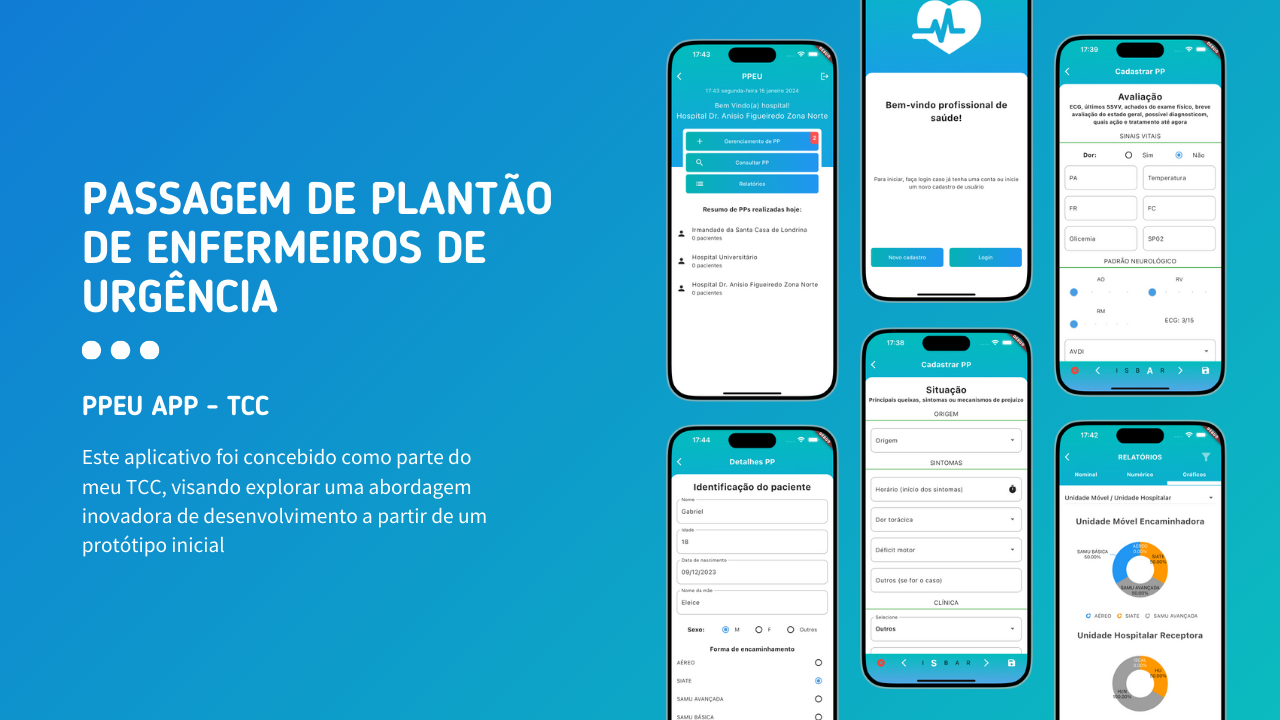 PASSAGEM DE PLANTÃO
DE ENFERMEIROS DE
URGÊNCIA
PPEU APP - TCC
Este aplicativo foi concebido como parte do
meu TCC, visando explorar uma abordagem
inovadora de desenvolvimento a partir de um
protótipo inicial
17:43
PPEU
17:43 segunda-feira 15 janeiro 2024
Bem Vindo(a) hospital!
Hospital Dr. Anísio Figueiredo Zona Norte
Gerenciamento de PP
2
Consultar PP
Relatórios
Resumo de PPs realizadas hoje:
Irmandade da Santa Casa de Londrina
0 pacientes
Hospital Universitário
0 pacientes
Hospital Dr. Anísio Figueiredo Zona Norte
0 pacientes
17:44
Detalhes PP
Identificação do paciente
Nome
Gabriel
Idade
18
Data de nascimento
09/12/2023
Nome da mãe
Eleice
Sexo: M F Outros
Forma de encaminhamento
AÉREO
SIATE
SAMU AVANÇADA
SAMU BÁSICA
Bem-vindo profissional de
saúde!
Para iniciar, faça login caso já tenha uma conta ou inicie
um novo cadastro de usuário
Novo cadastro
Login
17:38
Cadastrar PP
Situação
Principais queixas, sintomas ou mecanismos de prejuízo
ORIGEM
Origem
SINTOMAS
Horário (início dos sintomas)
Dor torácica
Déficit motor
Outros (se for o caso)
CLÍNICA
Selecione
Outros
I S B A R
17:39
Cadastrar PP
Avaliação
ECG, últimos SSVV, achados de exame físico, breve
avaliação do estado geral, possível diagnosticom,
quais ação e tratamento até agora
SINAIS VITAIS
Dor: Sim Não
PA Temperatura
FR FC
Glicemia SPO2
PADRÃO NEUROLÓGICO
AO RV
RM
ECG: 3/15
AVDI
I S B A R
17:42
RELATÓRIOS
Nominal Numérico Gráficos
Unidade Móvel / Unidade Hospitalar
Unidade Móvel Encaminhadora
AÉREO
0.00%
SAMU BÁSICA
50.00%
SIATE
50.00%
SAMU AVANÇADA
AÉREO SIATE SAMU AVANÇADA
Unidade Hospitalar Receptora
0.00%
HU
50.00%